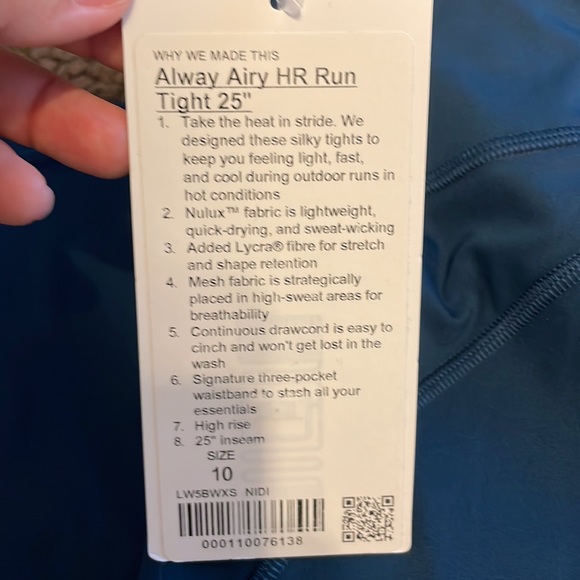 WHY WE MADE THIS
Alway Airy HR Run
Tight 25"
1. Take the heat in stride. We
designed these silky tights to
keep you feeling light, fast,
and cool during outdoor runs in
hot conditions
2. Nulux™ fabric is lightweight,
quick-drying, and sweat-wicking
3. Added Lycra® fibre for stretch
and shape retention
4. Mesh fabric is strategically
placed in high-sweat areas for
breathability
5. Continuous drawcord is easy to
cinch and won't get lost in the
wash
6. Signature three-pocket
waistband to stash all your
essentials
7. High rise
8. 25" inseam
SIZE
10
LW5BWXS NIDI
000110076138